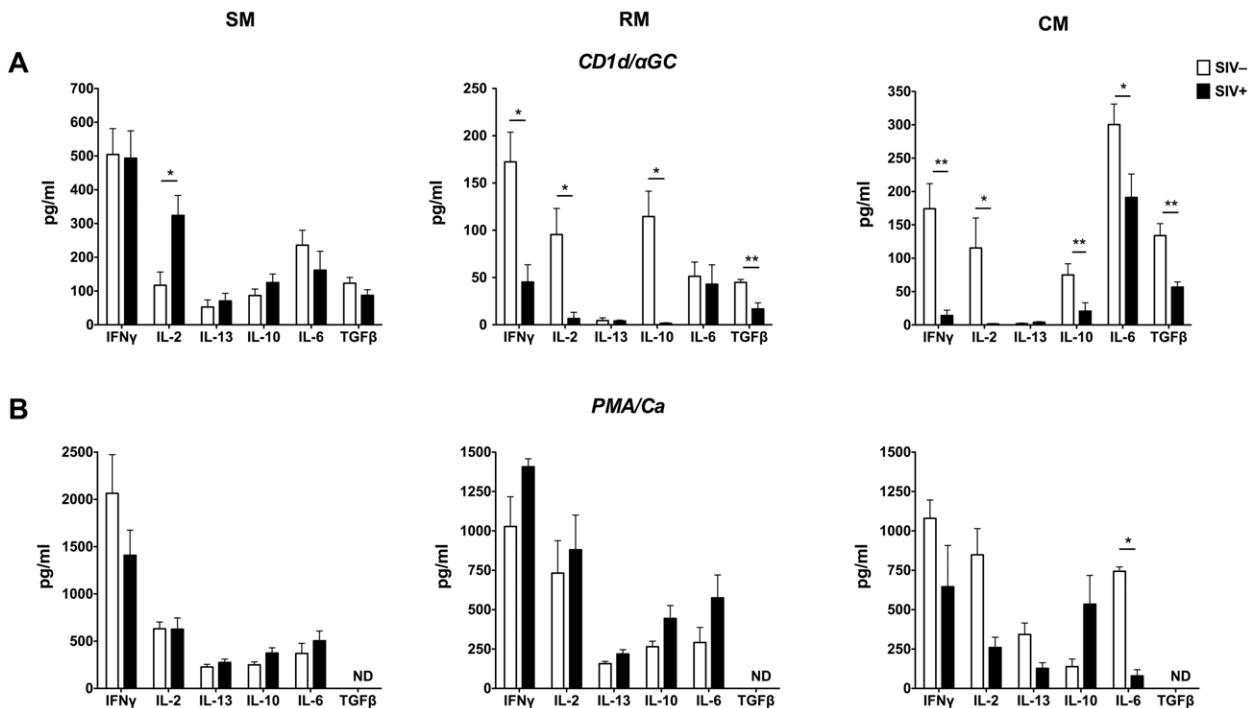 SM RM CM
A CD1d/αGC
SIV–
SIV+
700
600
500
400
300
200
100
0
pg/ml
*
IFNγ IL-2 IL-13 IL-10 IL-6 TGFβ
250
200
150
100
50
0
pg/ml
* * * **
IFNγ IL-2 IL-13 IL-10 IL-6 TGFβ
350
300
250
200
150
100
50
0
pg/ml
** * ** * **
IFNγ IL-2 IL-13 IL-10 IL-6 TGFβ
B PMA/Ca
2500
2000
1500
1000
500
0
pg/ml
ND
IFNγ IL-2 IL-13 IL-10 IL-6 TGFβ
1500
1250
1000
750
500
250
0
pg/ml
ND
IFNγ IL-2 IL-13 IL-10 IL-6 TGFβ
1500
1250
1000
750
500
250
0
pg/ml
*
ND
IFNγ IL-2 IL-13 IL-10 IL-6 TGFβ